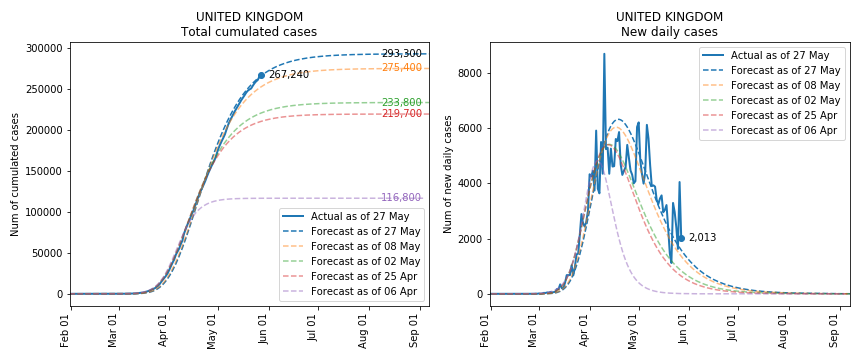 UNITED KINGDOM
Total cumulated cases
Num of cumulated cases
300000
250000
200000
150000
100000
50000
0
293,300
275,400
267,240
233,800
219,700
116,800
Actual as of 27 May
Forecast as of 27 May
Forecast as of 08 May
Forecast as of 02 May
Forecast as of 25 Apr
Forecast as of 06 Apr
Feb 01
Mar 01
Apr 01
May 01
Jun 01
Jul 01
Aug 01
Sep 01
UNITED KINGDOM
New daily cases
Num of new daily cases
8000
6000
4000
2000
0
Actual as of 27 May
Forecast as of 27 May
Forecast as of 08 May
Forecast as of 02 May
Forecast as of 25 Apr
Forecast as of 06 Apr
2,013
Feb 01
Mar 01
Apr 01
May 01
Jun 01
Jul 01
Aug 01
Sep 01